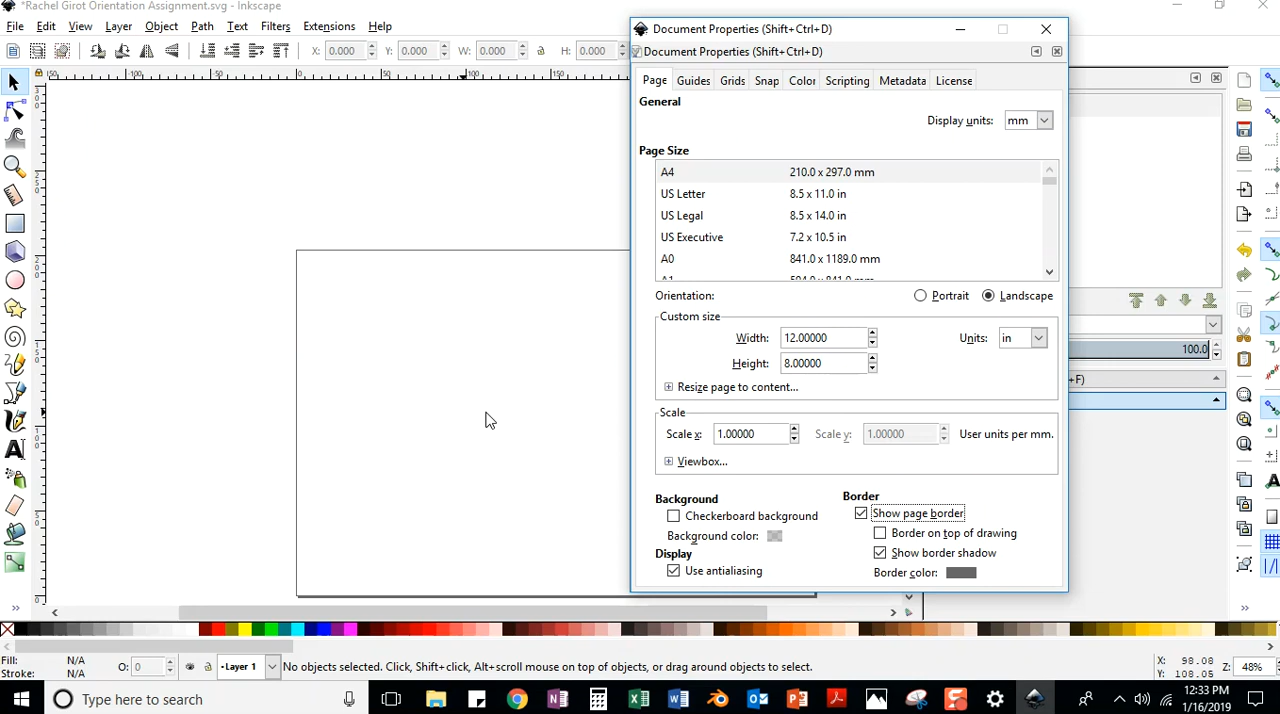 *Rachel Girot Orientation Assignment.svg - Inkscape
File Edit View Layer Object Path Text Filters Extensions Help
X: 0.000 Y: 0.000 W: 0.000 H: 0.000
Document Properties (Shift+Ctrl+D)
Document Properties (Shift+Ctrl+D)
Page Guides Grids Snap Color Scripting Metadata License
General
Display units: mm
Page Size
A4 210.0 x 297.0 mm
US Letter 8.5 x 11.0 in
US Legal 8.5 x 14.0 in
US Executive 7.2 x 10.5 in
A0 841.0 x 1189.0 mm
A1 594.0 x 841.0 mm
Orientation: Portrait Landscape
Custom size
Width: 12.00000 Units: in
Height: 8.00000
Resize page to content...
Scale
Scale x: 1.00000 Scale y: 1.00000 User units per mm.
Viewbox...
Background
Checkerboard background
Background color:
Display
Use antialiasing
Border
Show page border
Border on top of drawing
Show border shadow
Border color:
100.0
+F)
Fill: N/A
Stroke: N/A
O: 0
Layer 1
No objects selected. Click, Shift+click, Alt+scroll mouse on top of objects, or drag around objects to select.
X: 98.08
Y: 108.05
Z: 48%
Type here to search
12:33 PM
1/16/2019